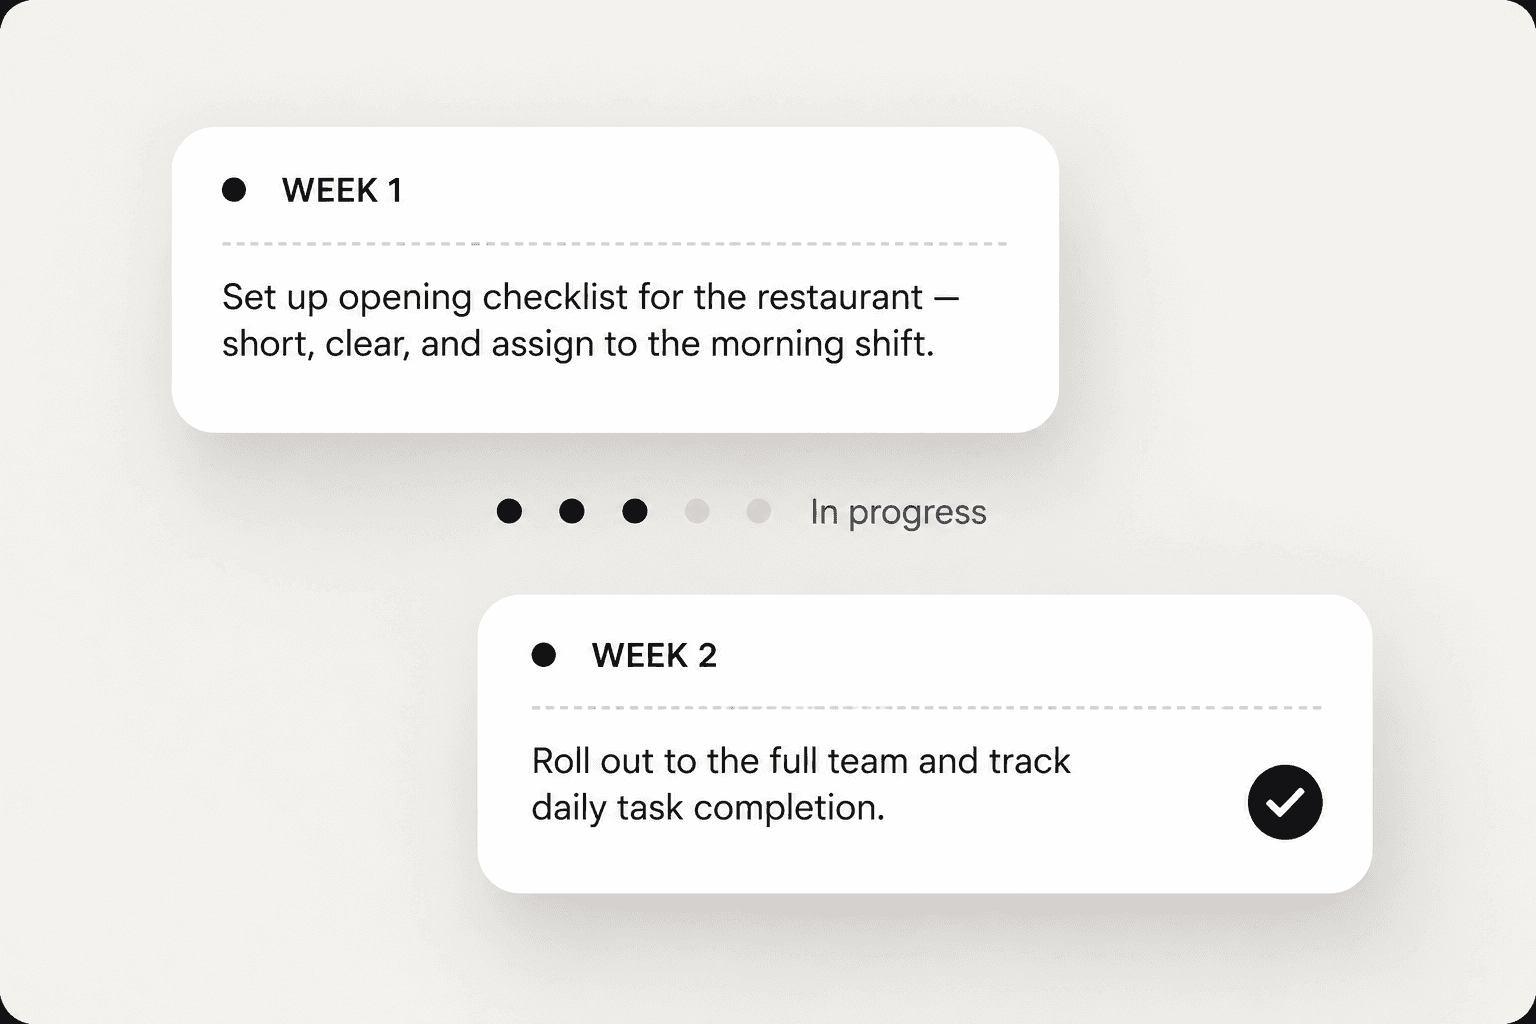 WEEK 1
Set up opening checklist for the restaurant —
short, clear, and assign to the morning shift.
In progress
WEEK 2
Roll out to the full team and track
daily task completion.